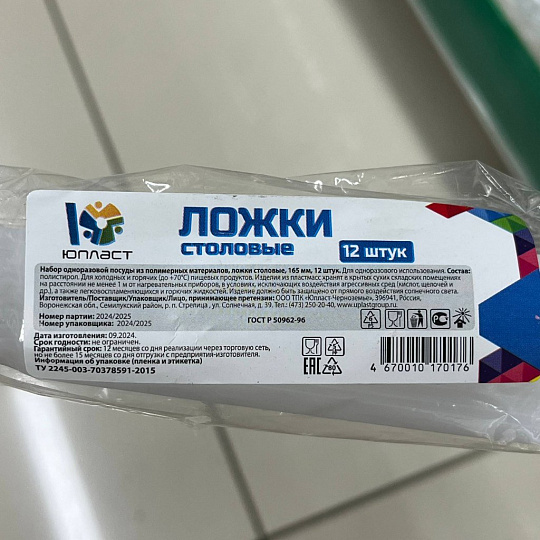 ЮПЛАСТ
ЛОЖКИ
СТОЛОВЫЕ
12 штук
Набор одноразовой посуды из полимерных материалов, ложки столовые, 165 мм, 12 штук. Для одноразового использования. Состав:
полистирол. Для холодных и горячих (до +70°С) пищевых продуктов. Изделия из пластмасс хранят в крытых сухих складских помещениях
на расстоянии не менее 1 м от нагревательных приборов, в условиях, исключающих воздействия агрессивных сред (кислот, щелочей и
др.), а также легковоспламеняющихся и горючих жидкостей. Изделие должно быть защищено от прямого воздействия солнечного света.
Изготовитель/Поставщик/Упаковщик/Лицо, принимающее претензии: ООО ТПК «Юпласт-Черноземье», 396941, Россия,
Воронежская обл., Семилукский район, р. п. Стрелица , ул. Солнечная, д. 39. Тел.: (473) 250-20-40, www.uplastgroup.ru.
Номер партии: 2024/2025
Номер упаковщика: 2024/2025
ГОСТ Р 50962-96
Дата изготовления: 09.2024.
Срок годности: не ограничен.
Гарантийный срок: 12 месяцев со дня реализации через торговую сеть,
но не более 15 месяцев со дня отгрузки с предприятия-изготовителя.
Информация об упаковке (пленка и этикетка)
ТУ 2245-003-70378591-2015
EAC
4 670010 170176